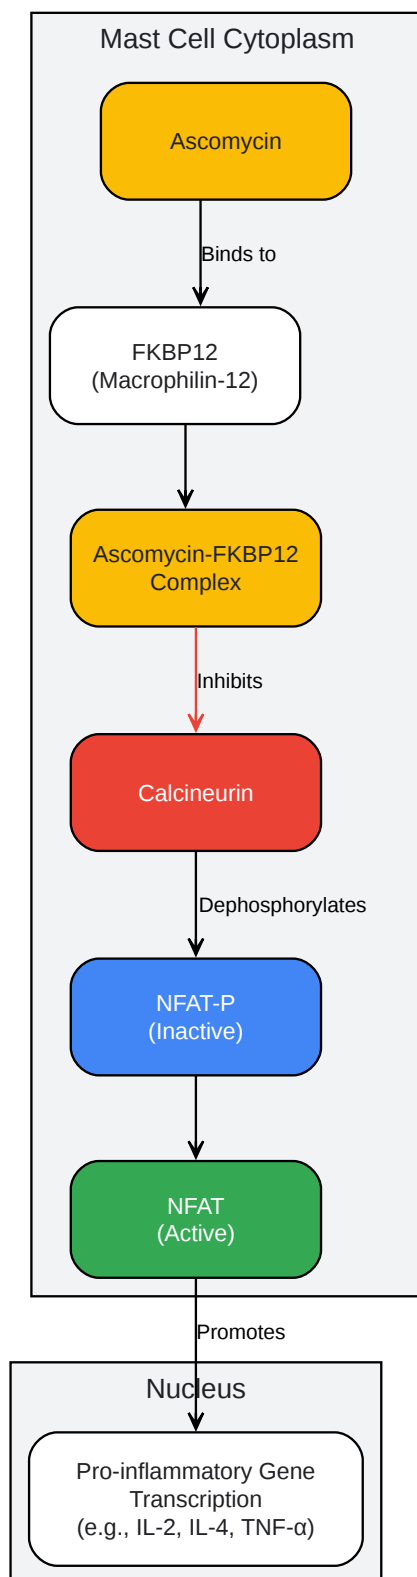 Mast Cell Cytoplasm
Ascomycin
Binds to
FKBP12
(Macrophilin-12)
Ascomycin-FKBP12
Complex
Inhibits
Calcineurin
Dephosphorylates
NFAT-P
(Inactive)
NFAT
(Active)
Promotes
Nucleus
Pro-inflammatory Gene
Transcription
(e.g., IL-2, IL-4, TNF-α)